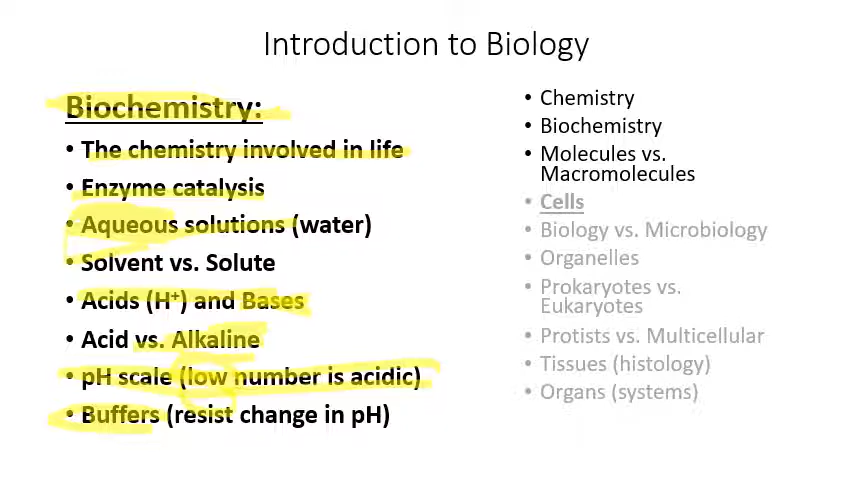 Introduction to Biology
Biochemistry:
• The chemistry involved in life
• Enzyme catalysis
• Aqueous solutions (water)
• Solvent vs. Solute
• Acids (H⁺) and Bases
• Acid vs. Alkaline
• pH scale (low number is acidic)
• Buffers (resist change in pH)
• Chemistry
• Biochemistry
• Molecules vs.
Macromolecules
• Cells
• Biology vs. Microbiology
• Organelles
• Prokaryotes vs.
Eukaryotes
• Protists vs. Multicellular
• Tissues (histology)
• Organs (systems)